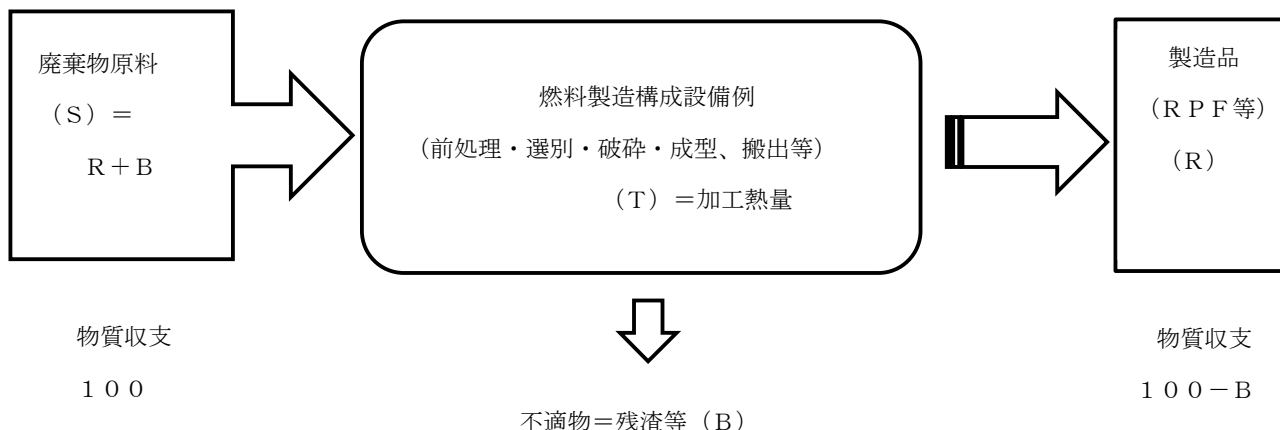 廃棄物原料
（Ｓ）＝
Ｒ＋Ｂ
燃料製造構成設備例
（前処理・選別・破砕・成型、搬出等）
（Ｔ）＝加工熱量
製造品
（ＲＰＦ等）
（Ｒ）
物質収支
１００
不適物＝残渣等（Ｂ）
物質収支
１００－Ｂ